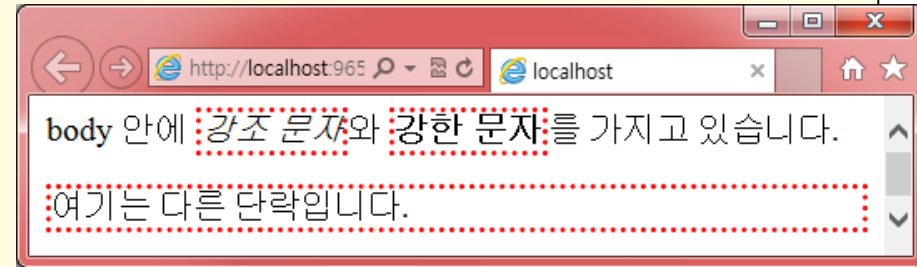 http://localhost:965
localhost
body 안에 강조 문자와 강한 문자를 가지고 있습니다.
여기는 다른 단락입니다.